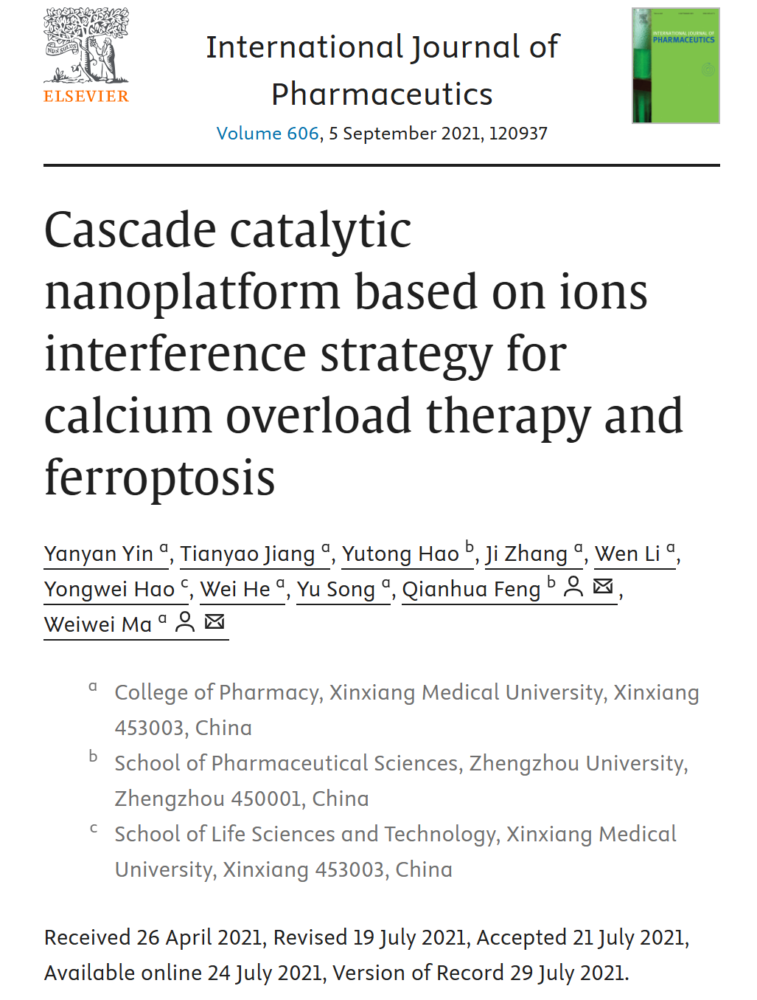 NON SOLUS
ELSEVIER
International Journal of
Pharmaceutics
Volume 606, 5 September 2021, 120937
INTERNATIONAL JOURNAL OF
PHARMACEUTICS
Cascade catalytic
nanoplatform based on ions
interference strategy for
calcium overload therapy and
ferroptosis
Yanyan Yin a, Tianyao Jiang a, Yutong Hao b, Ji Zhang a, Wen Li a,
Yongwei Hao c, Wei He a, Yu Song a, Qianhua Feng b,
Weiwei Ma a
a College of Pharmacy, Xinxiang Medical University, Xinxiang
453003, China
b School of Pharmaceutical Sciences, Zhengzhou University,
Zhengzhou 450001, China
c School of Life Sciences and Technology, Xinxiang Medical
University, Xinxiang 453003, China
Received 26 April 2021, Revised 19 July 2021, Accepted 21 July 2021,
Available online 24 July 2021, Version of Record 29 July 2021.